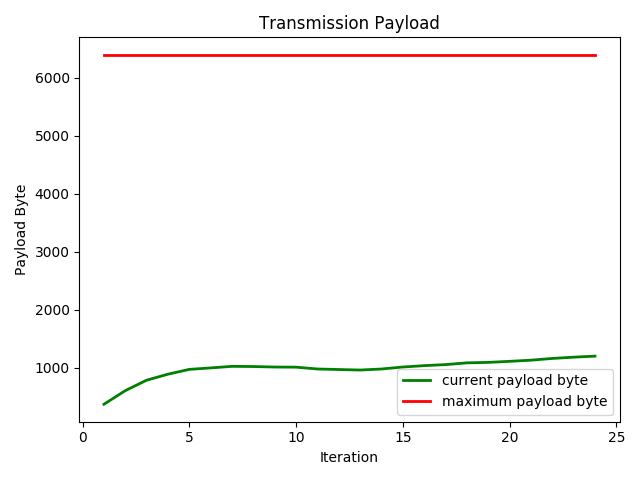 Transmission Payload
6000
5000
4000
3000
2000
1000
Payload Byte
current payload byte
maximum payload byte
0 5 10 15 20 25
Iteration